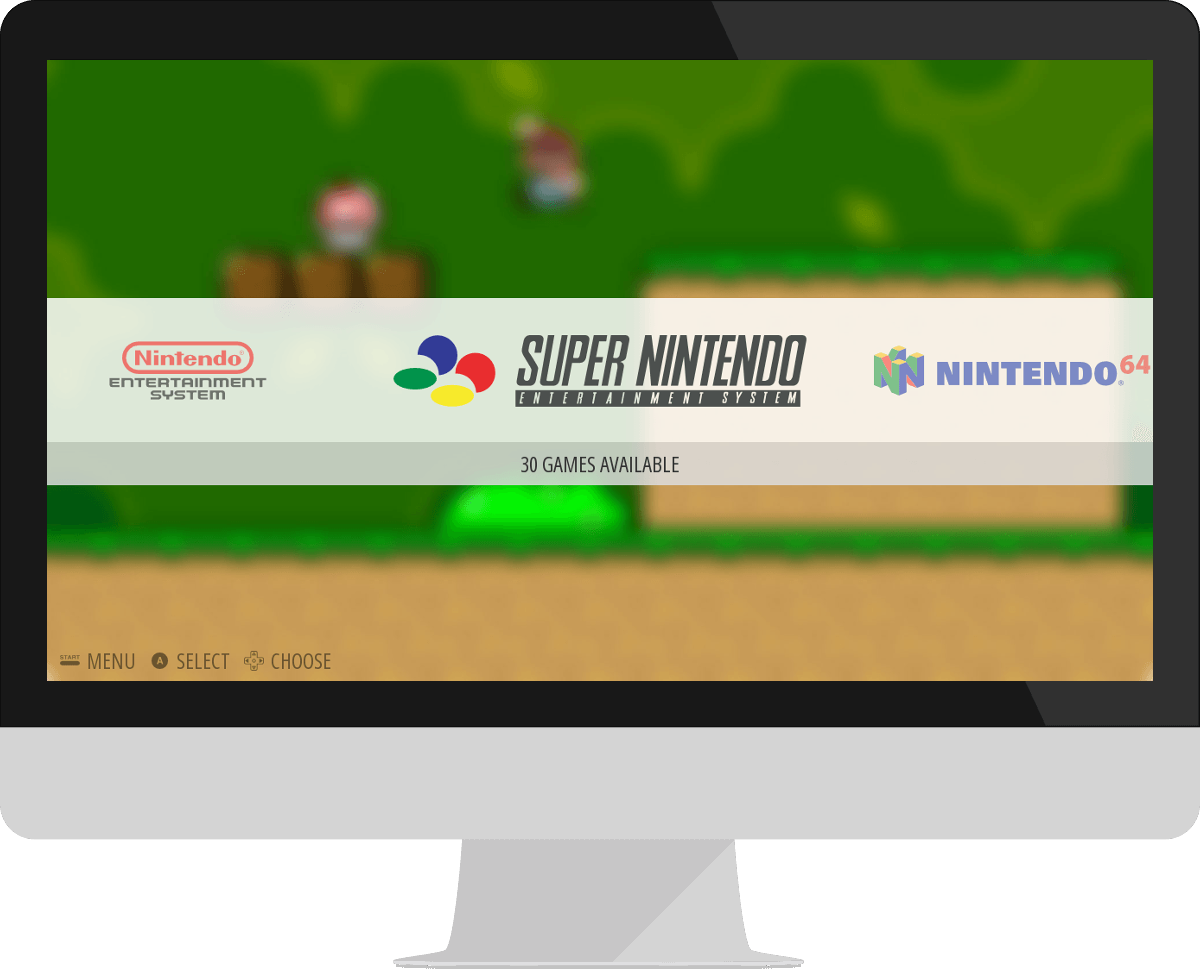 Nintendo®
ENTERTAINMENT
SYSTEM
SUPER NINTENDO
ENTERTAINMENT SYSTEM
NINTENDO64®
30 GAMES AVAILABLE
START MENU A SELECT CHOOSE